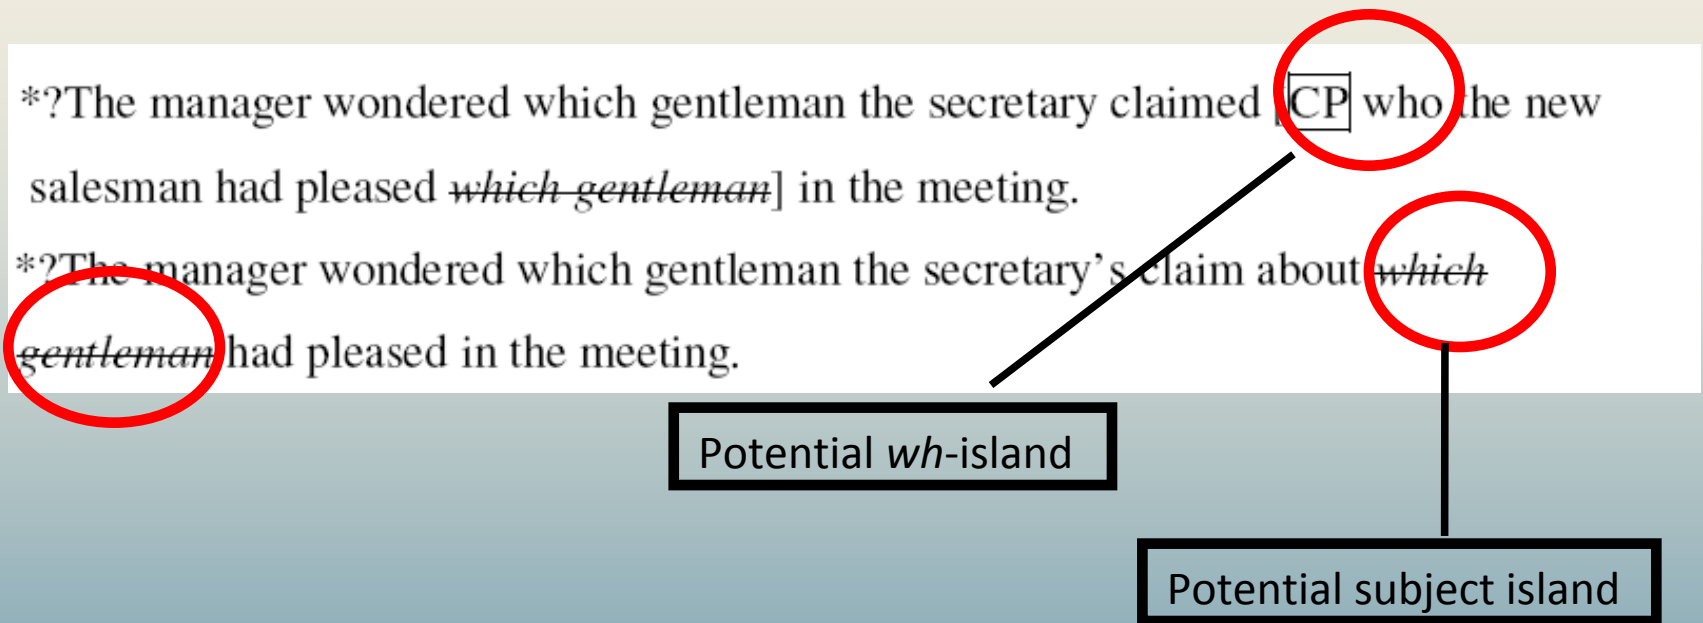 *?The manager wondered which gentleman the secretary claimed [CP who the new
salesman had pleased which gentleman] in the meeting.
*?The manager wondered which gentleman the secretary's claim about which
gentleman had pleased in the meeting.
Potential wh-island
Potential subject island